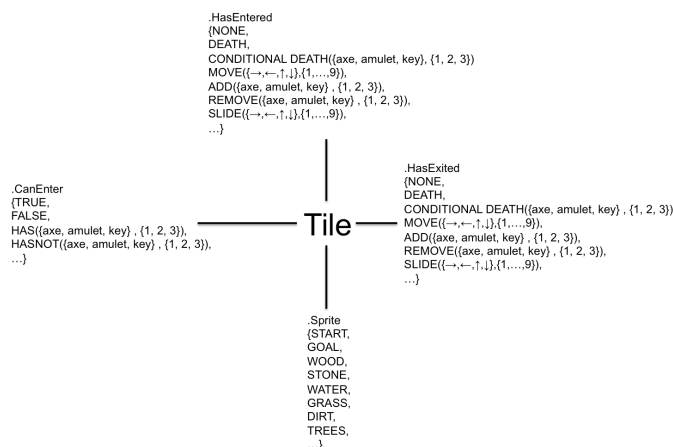 .HasEntered
{NONE,
DEATH,
CONDITIONAL DEATH({axe, amulet, key}, {1, 2, 3})
MOVE({→,←,↑,↓},{1,…,9}),
ADD({axe, amulet, key} , {1, 2, 3}),
REMOVE({axe, amulet, key} , {1, 2, 3}),
SLIDE({→,←,↑,↓},{1,…,9}),
…}
.CanEnter
{TRUE,
FALSE,
HAS({axe, amulet, key} , {1, 2, 3}),
HASNOT({axe, amulet, key} , {1, 2, 3}),
…}
Tile
.HasExited
{NONE,
DEATH,
CONDITIONAL DEATH({axe, amulet, key} , {1, 2, 3})
MOVE({→,←,↑,↓},{1,…,9}),
ADD({axe, amulet, key} , {1, 2, 3}),
REMOVE({axe, amulet, key} , {1, 2, 3}),
SLIDE({→,←,↑,↓},{1,…,9}),
…}
.Sprite
{START,
GOAL,
WOOD,
STONE,
WATER,
GRASS,
DIRT,
TREES,
…}